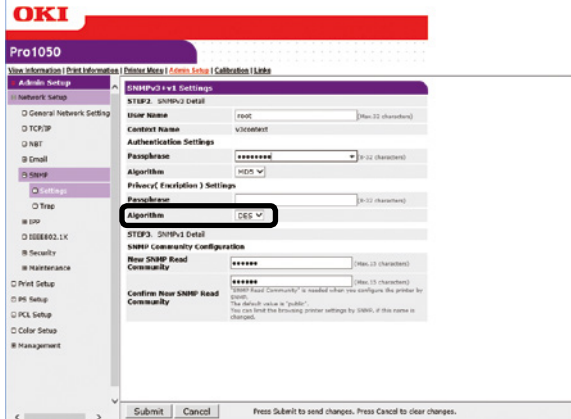 OKI
Pro1050
View Information | Print Information | Printer Menu | Admin Setup | Calibration | Links
Admin Setup
Network Setup
General Network Setting
TCP/IP
NBT
Email
SNMP
Settings
Trap
IPP
IEEE802.1X
Security
Maintenance
Print Setup
PS Setup
PCL Setup
Color Setup
Management
SNMPv3+v1 Settings
STEP2. SNMPv3 Detail
User Name root (Max.32 characters)
Context Name v3context
Authentication Settings
Passphrase •••••••• (8-32 characters)
Algorithm MD5
Privacy( Encription ) Settings
Passphrase (8-32 characters)
Algorithm DES
STEP3. SNMPv1 Detail
SNMP Community Configuration
New SNMP Read Community •••••• (Max.15 characters)
Confirm New SNMP Read Community •••••• (Max.15 characters)
"SNMP Read Community" is needed when you configure the printer by SNMP.
The default value is "public".
You can limit the browsing printer settings by SNMP, if this name is changed.
Submit Cancel Press Submit to send changes. Press Cancel to clear changes.